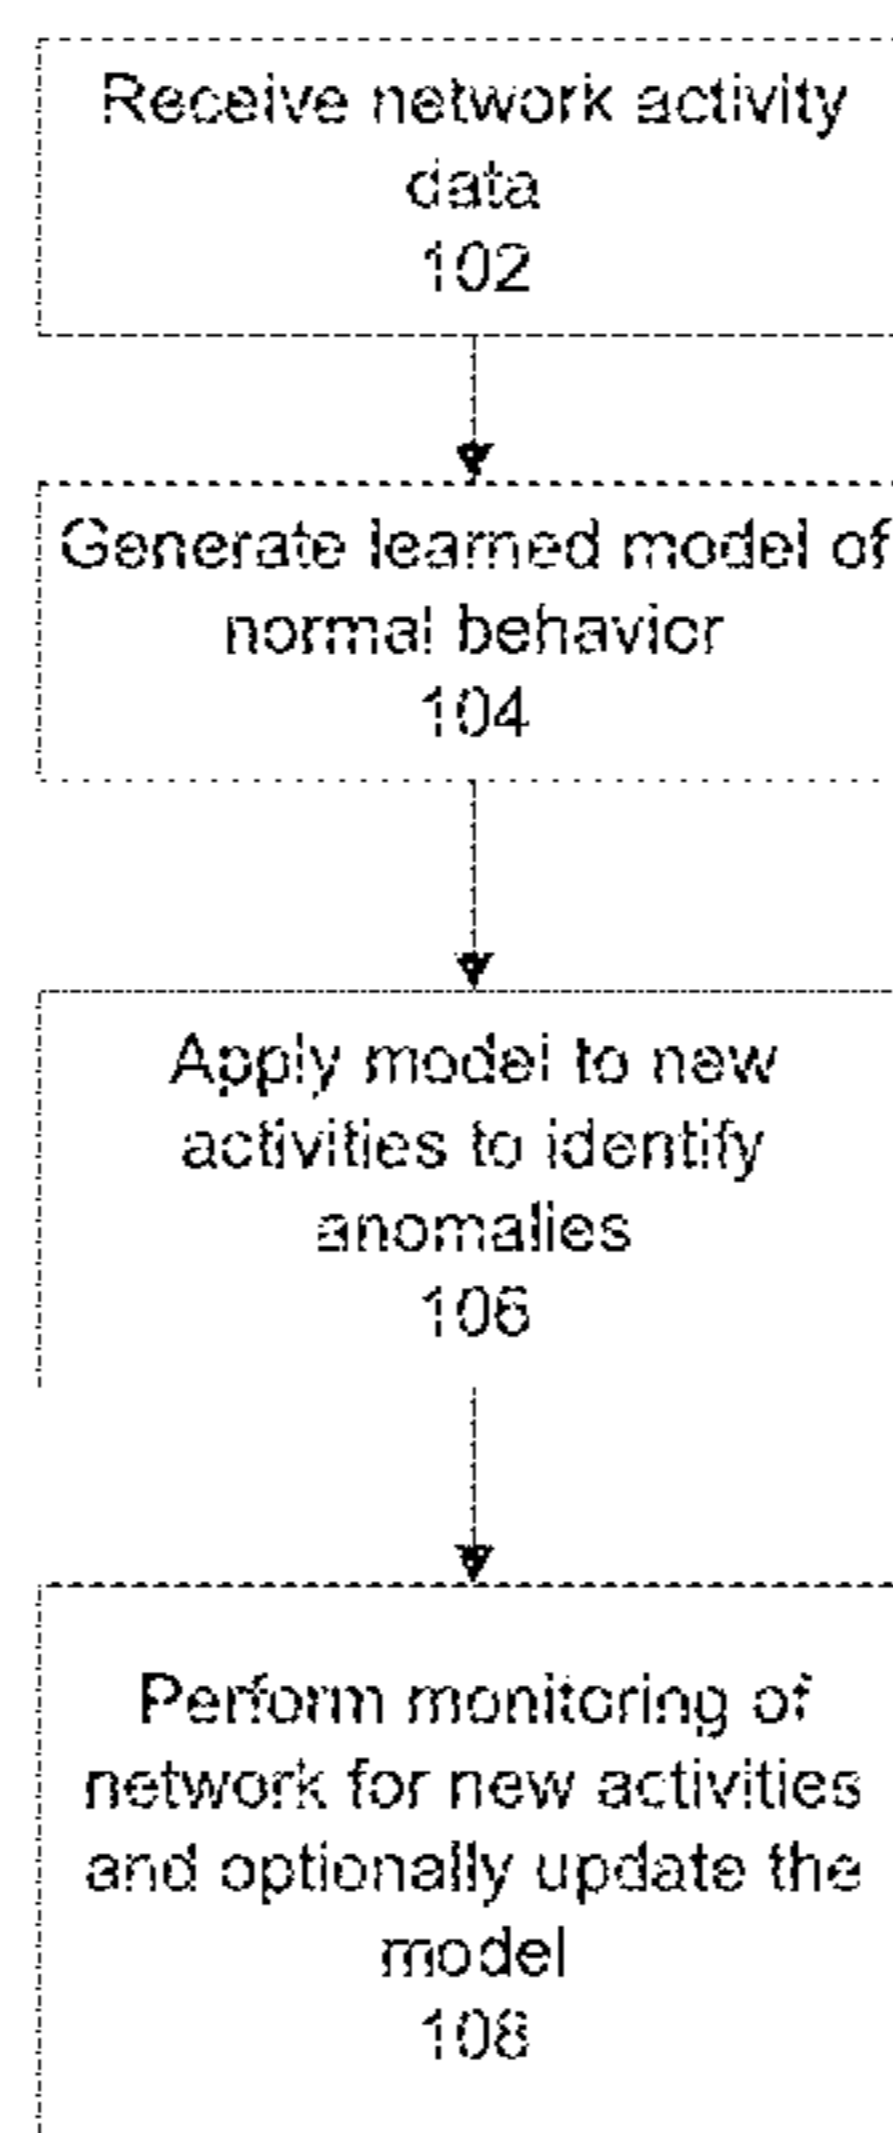 Receive network activity
data
102
Generate learned model of
normal behavior
104
Apply model to new
activities to identify
anomalies
106
Perform monitoring of
network for new activities
and optionally update the
model
108